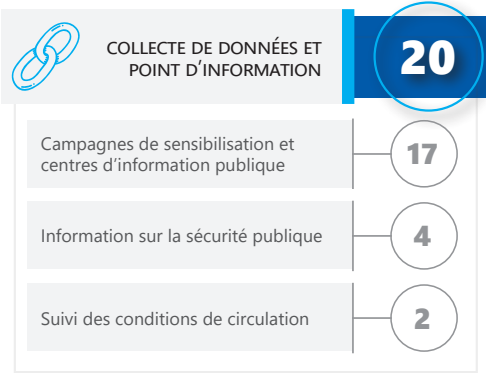 COLLECTE DE DONNÉES ET
POINT D'INFORMATION
20
Campagnes de sensibilisation et
centres d'information publique
17
Information sur la sécurité publique
4
Suivi des conditions de circulation
2